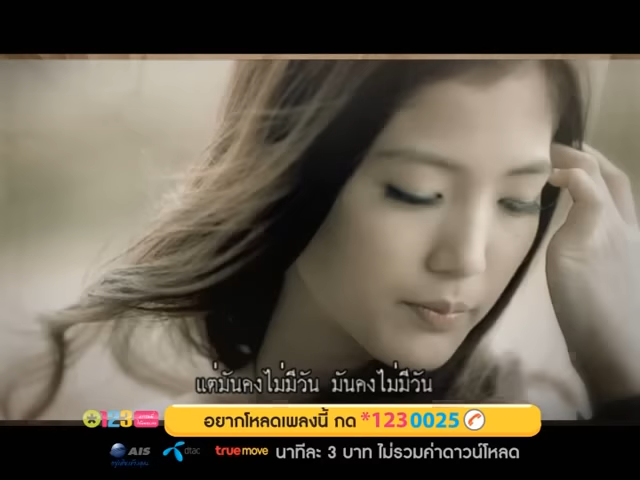 แต่มันคงไม่มีวัน มันคงไม่มีวัน
*123
อยากโหลดเพลงนี้ กด *1230025
AIS dtac truemove นาทีละ 3 บาท ไม่รวมค่าดาวน์โหลด